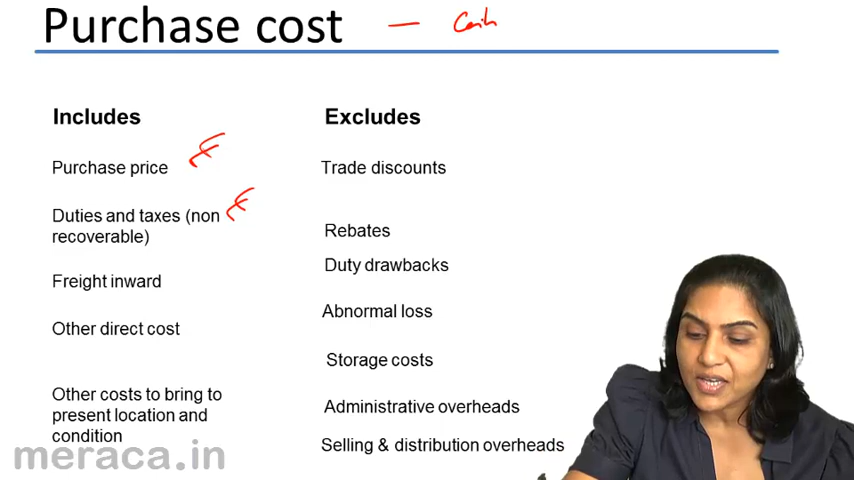 Purchase cost
Includes
Excludes
Purchase price
Trade discounts
Duties and taxes (non
recoverable)
Rebates
Duty drawbacks
Freight inward
Abnormal loss
Other direct cost
Storage costs
Other costs to bring to
present location and
condition
Administrative overheads
Selling & distribution overheads
meraca.in